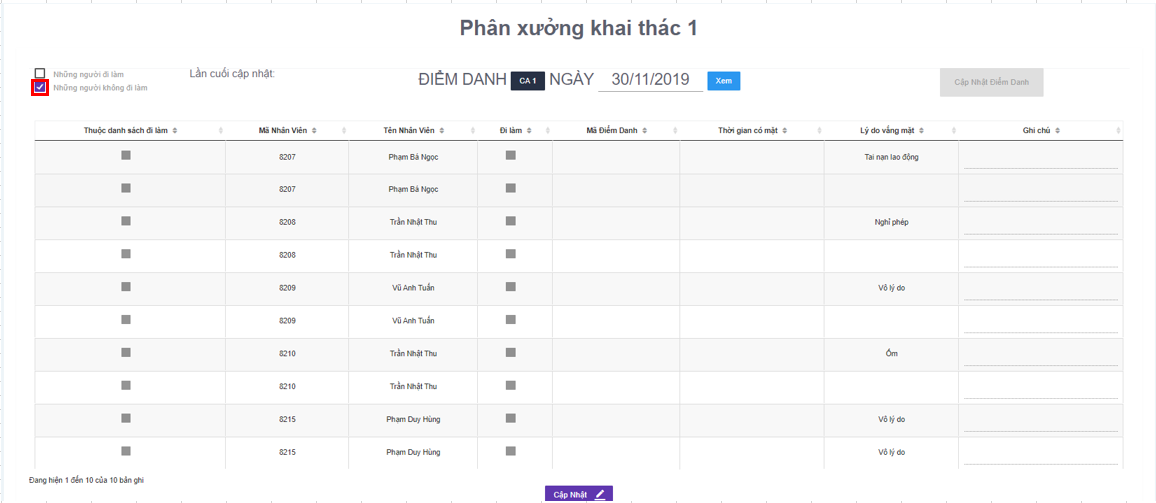 Phân xưởng khai thác 1
Những người đi làm
Những người không đi làm
Lần cuối cập nhật:
ĐIỂM DANH CA 1 NGÀY 30/11/2019 Xem
Cập Nhật Điểm Danh
Thuộc danh sách đi làm Mã Nhân Viên Tên Nhân Viên Đi làm Mã Điểm Danh Thời gian có mặt Lý do vắng mặt Ghi chú
8207 Phạm Bá Ngọc Tai nạn lao động
8207 Phạm Bá Ngọc
8208 Trần Nhật Thu Nghỉ phép
8208 Trần Nhật Thu
8209 Vũ Anh Tuấn Vô lý do
8209 Vũ Anh Tuấn
8210 Trần Nhật Thu Ốm
8210 Trần Nhật Thu
8215 Phạm Duy Hùng Vô lý do
8215 Phạm Duy Hùng Vô lý do
Đang hiện 1 đến 10 của 10 bản ghi
Cập Nhật